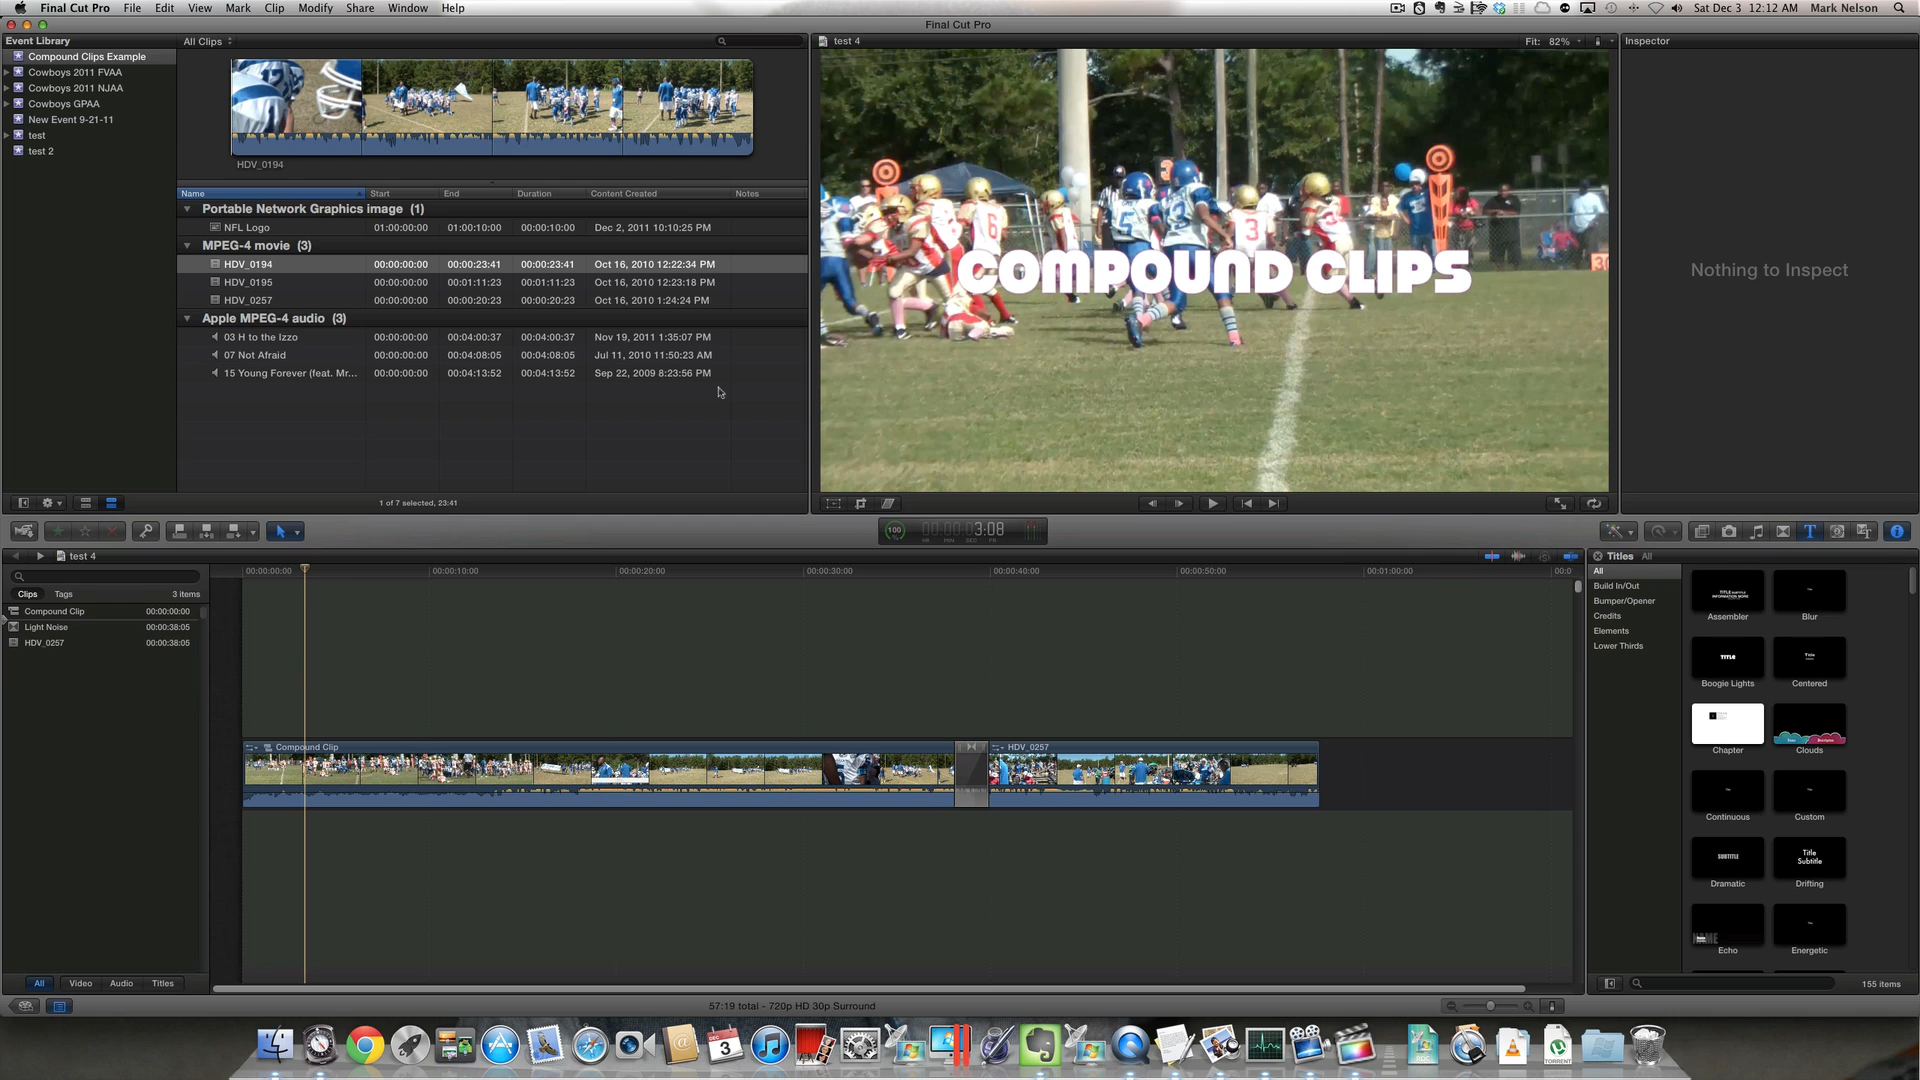 Final Cut Pro File Edit View Mark Clip Modify Share Window Help Sat Dec 3 12:12 AM Mark Nelson
Final Cut Pro
Event Library
Compound Clips Example
Cowboys 2011 FVAA
Cowboys 2011 NJAA
Cowboys GPAA
New Event 9-21-11
test
test 2
All Clips
HDV_0194
Name Start End Duration Content Created Notes
Portable Network Graphics image (1)
NFL Logo 01:00:00:00 01:00:10:00 00:00:10:00 Dec 2, 2011 10:10:25 PM
MPEG-4 movie (3)
HDV_0194 00:00:00:00 00:00:23:41 00:00:23:41 Oct 16, 2010 12:22:34 PM
HDV_0195 00:00:00:00 00:01:11:23 00:01:11:23 Oct 16, 2010 12:23:18 PM
HDV_0257 00:00:00:00 00:00:20:23 00:00:20:23 Oct 16, 2010 1:24:24 PM
Apple MPEG-4 audio (3)
03 H to the Izzo 00:00:00:00 00:04:00:37 00:04:00:37 Nov 19, 2011 1:35:07 PM
07 Not Afraid 00:00:00:00 00:04:08:05 00:04:08:05 Jul 11, 2010 11:50:23 AM
15 Young Forever (feat. Mr... 00:00:00:00 00:04:13:52 00:04:13:52 Sep 22, 2009 8:23:56 PM
1 of 7 selected, 23:41
test 4 Fit: 82%
COMPOUND CLIPS
Inspector
Nothing to Inspect
100 3:08
HR MIN SEC FR
test 4
Clips Tags 3 items
Compound Clip 00:00:00:00
Light Noise 00:00:38:05
HDV_0257 00:00:38:05
All Video Audio Titles
00:00:00:00 00:00:10:00 00:00:20:00 00:00:30:00 00:00:40:00 00:00:50:00 00:01:00:00 00:0
Compound Clip HDV_0257
57:19 total - 720p HD 30p Surround
Titles All
All
Build In/Out
Bumper/Opener
Credits
Elements
Lower Thirds
Assembler Blur
TITLE
Title
Boogie Lights Centered
Chapter Clouds
Continuous Custom
SUBTITLE
Title
Subtitle
Dramatic Drifting
NAME
Echo Energetic
155 items
DEC
3
RDC
TORRENT